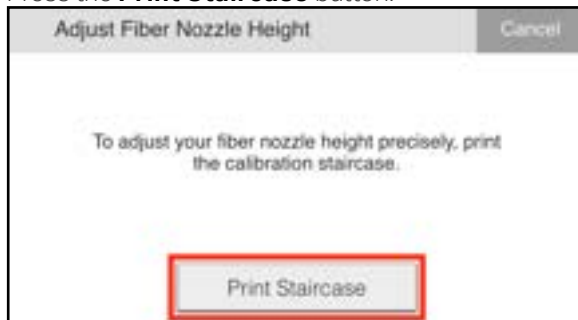 Press the Print Staircase button.
Adjust Fiber Nozzle Height
Cancel
To adjust your fiber nozzle height precisely, print
the calibration staircase.
Print Staircase